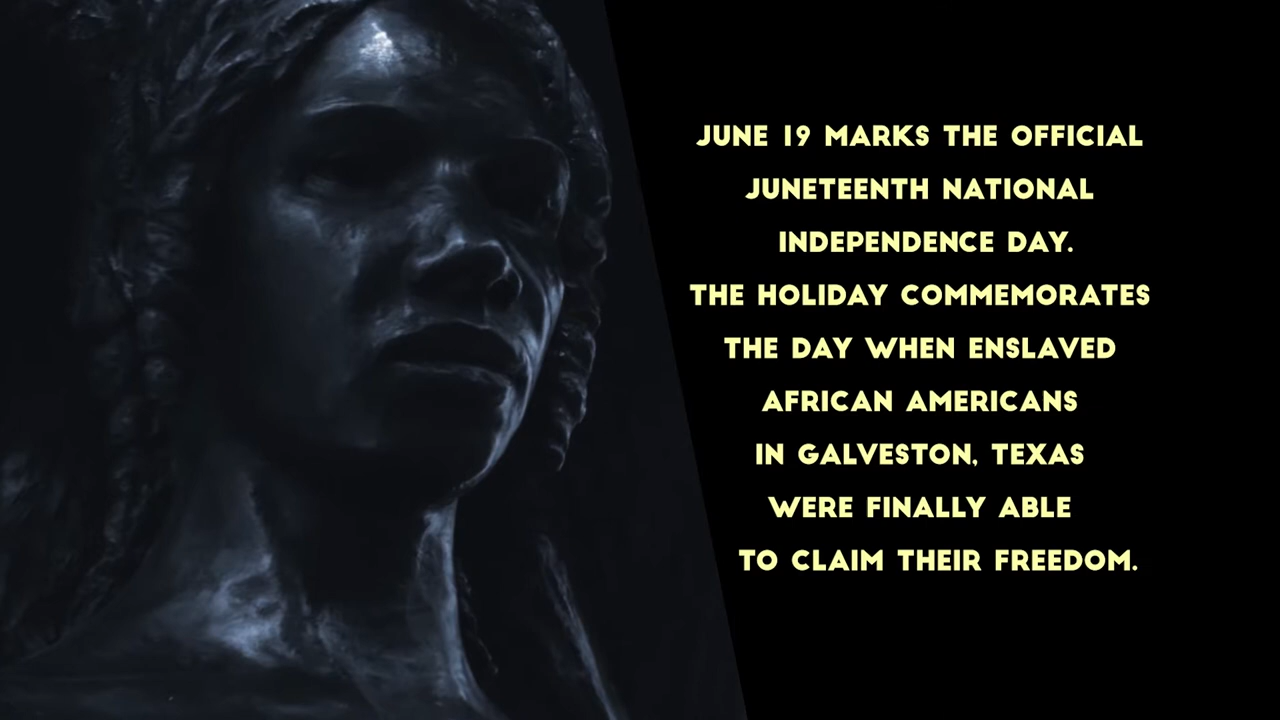 JUNE 19 MARKS THE OFFICIAL
JUNETEENTH NATIONAL
INDEPENDENCE DAY.
THE HOLIDAY COMMEMORATES
THE DAY WHEN ENSLAVED
AFRICAN AMERICANS
IN GALVESTON, TEXAS
WERE FINALLY ABLE
TO CLAIM THEIR FREEDOM.